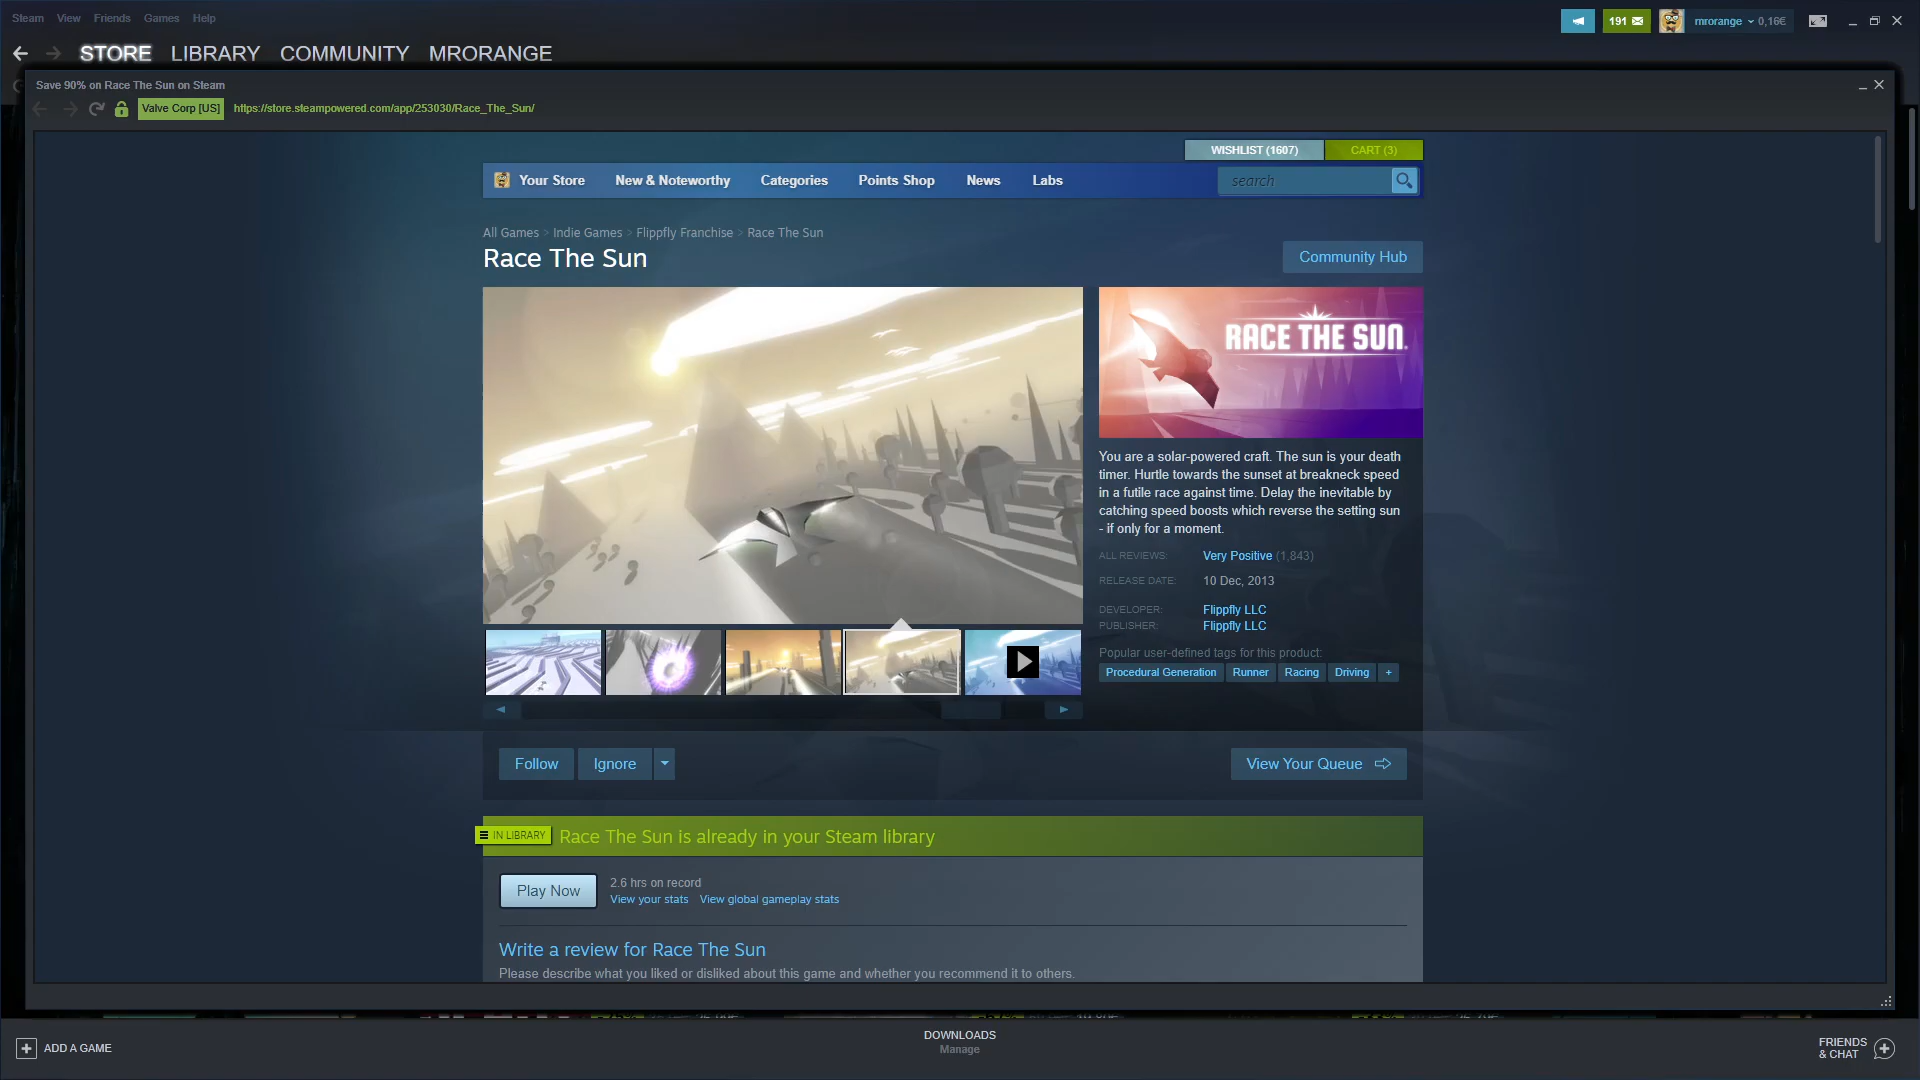 Steam View Friends Games Help
191
mrorange 0,16€
STORE LIBRARY COMMUNITY MRORANGE
Save 90% on Race The Sun on Steam
Valve Corp [US] https://store.steampowered.com/app/253030/Race_The_Sun/
WISHLIST (1607) CART (3)
Your Store New & Noteworthy Categories Points Shop News Labs search
All Games > Indie Games > Flippfly Franchise > Race The Sun
Race The Sun
Community Hub
RACE THE SUN
You are a solar-powered craft. The sun is your death
timer. Hurtle towards the sunset at breakneck speed
in a futile race against time. Delay the inevitable by
catching speed boosts which reverse the setting sun
- if only for a moment.
ALL REVIEWS: Very Positive (1,843)
RELEASE DATE: 10 Dec, 2013
DEVELOPER: Flippfly LLC
PUBLISHER: Flippfly LLC
Popular user-defined tags for this product:
Procedural Generation Runner Racing Driving +
Follow Ignore View Your Queue
IN LIBRARY Race The Sun is already in your Steam library
Play Now
2.6 hrs on record
View your stats View global gameplay stats
Write a review for Race The Sun
Please describe what you liked or disliked about this game and whether you recommend it to others.
ADD A GAME
DOWNLOADS
Manage
FRIENDS
& CHAT